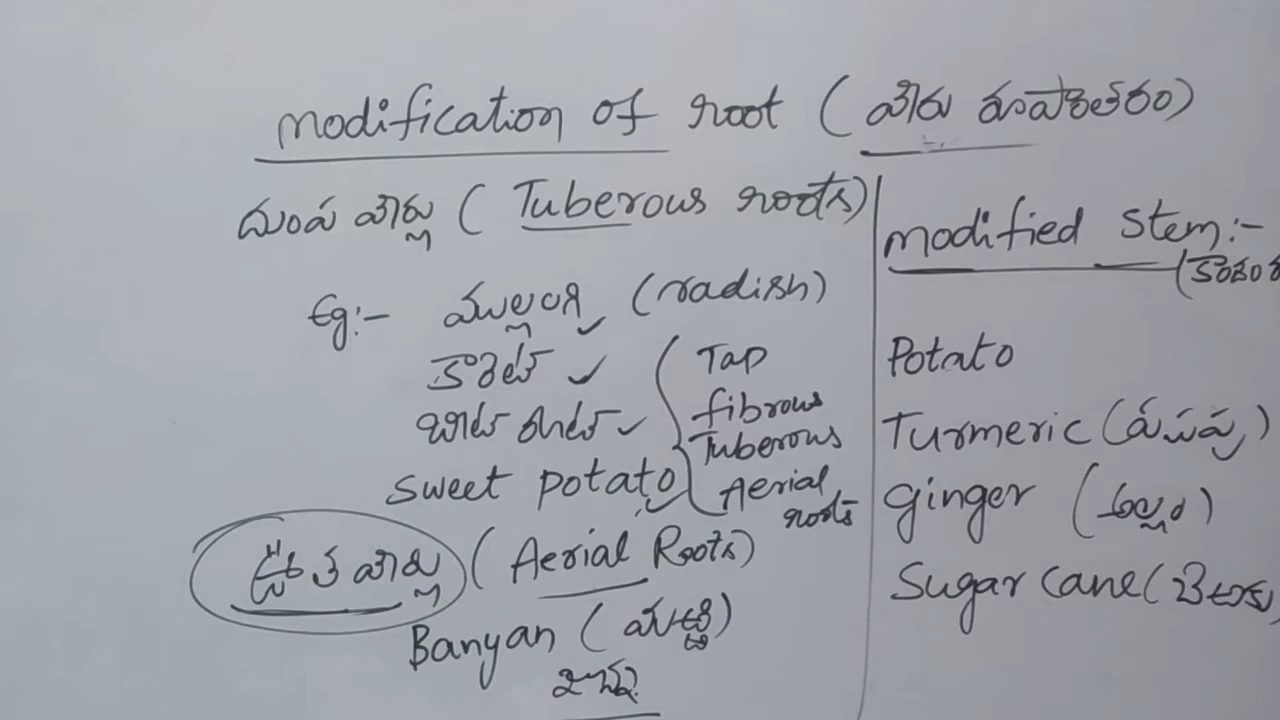 modification of root (వేరు రూపాంతరం)
దుంప వేర్లు (Tuberous roots)
Eg:- ముల్లంగి (radish)
కారెట్
బీట్ రూట్
sweet potato
Tap
fibrous
Tuberous
Aerial
roots
ఊత వేర్లు (Aerial Roots)
Banyan (మర్రి)
modified stem:-
(కాండం
Potato
Turmeric (పసుపు)
ginger (అల్లం)
Sugar cane (చెరకు)